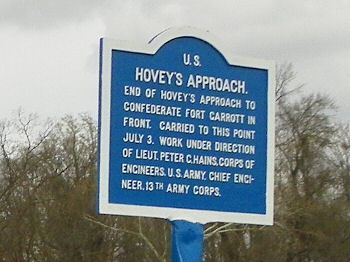 U.S.
HOVEY'S APPROACH.
END OF HOVEY'S APPROACH TO
CONFEDERATE FORT GARROTT IN
FRONT. CARRIED TO THIS POINT
JULY 3. WORK UNDER DIRECTION
OF LIEUT. PETER C. HAINS, CORPS OF
ENGINEERS, U.S. ARMY, CHIEF ENGI-
NEER, 13TH ARMY CORPS.